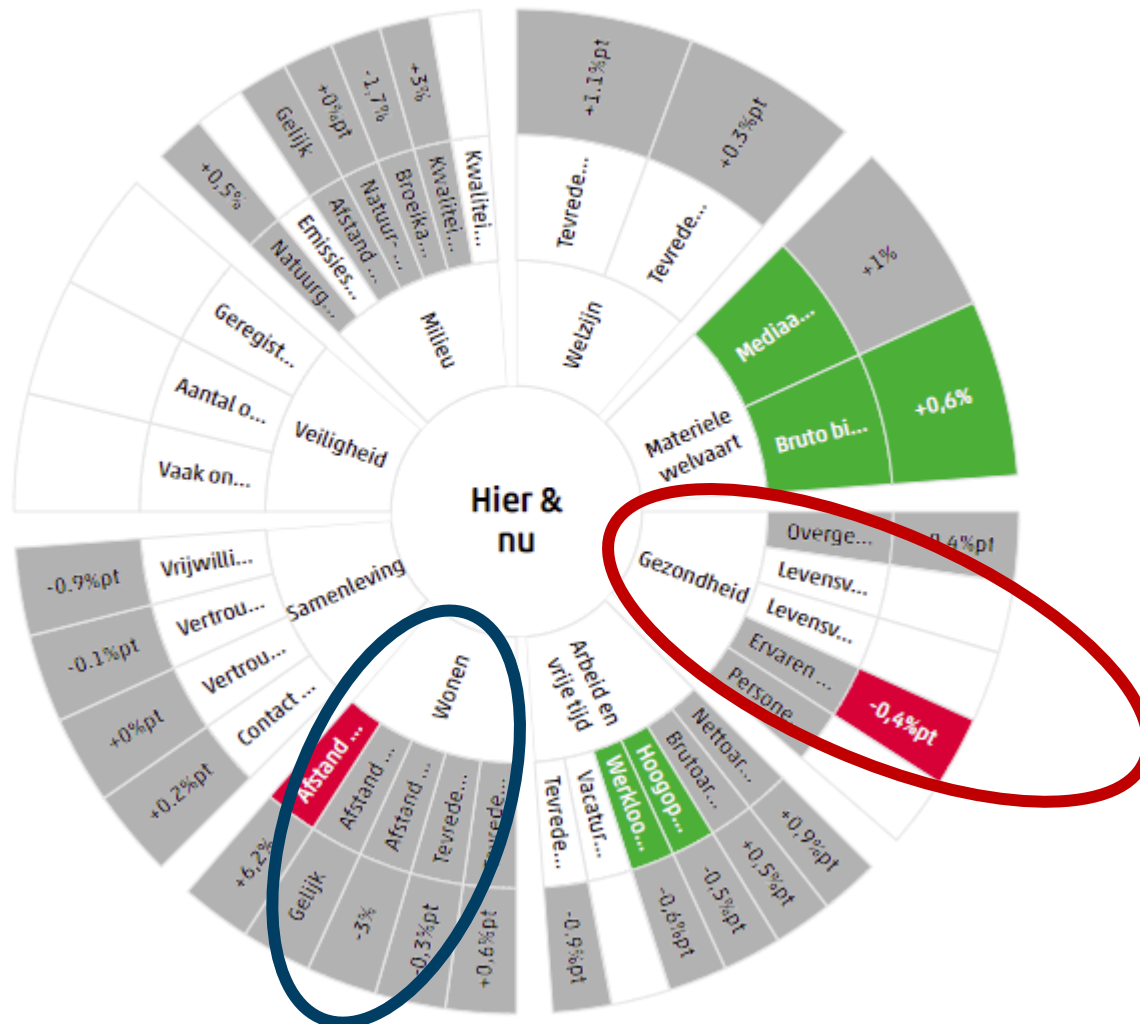 Hier &
nu
Welzijn
Tevrede...
+1.1%pt
Tevrede...
+0.3%pt
Materiele
welvaart
Mediaa...
+1%
Bruto bi...
+0,6%
Gezondheid
Overge...
0.4%pt
Levensv...
Levensv...
Ervaren ...
-0,4%pt
Persone...
Arbeid en
vrije tijd
Nettoar...
+0,9%pt
Brutoar...
+0,5%pt
Hoogop...
-0,5%pt
Werkloo...
-0,6%pt
Vacatur...
Tevrede...
-0,9%pt
Wonen
+0,6%pt
Tevrede...
-0,3%pt
Afstand ...
-3%
Afstand ...
Gelijk
Afstand ...
+6,2%
Samenleving
Contact ...
+0.2%pt
Vertrou...
+0%pt
Vertrou...
-0.1%pt
Vrijwilli...
-0.9%pt
Veiligheid
Vaak on...
Aantal o...
Geregist...
Milieu
Natuurg...
+0,5%
Emissies...
Afstand ...
Gelijk
Natuur-...
+0%pt
Broeika...
-1,7%
Kwalitei...
+3%
Kwalitei...